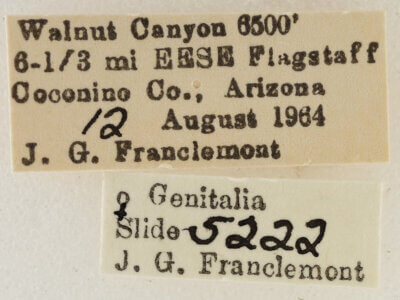 Walnut Canyon 6500'
6-1/3 mi EESE Flagstaff
Coconino Co., Arizona
12 August 1964
J. G. Franclemont
♀ Genitalia
Slide 5222
J. G. Franclemont